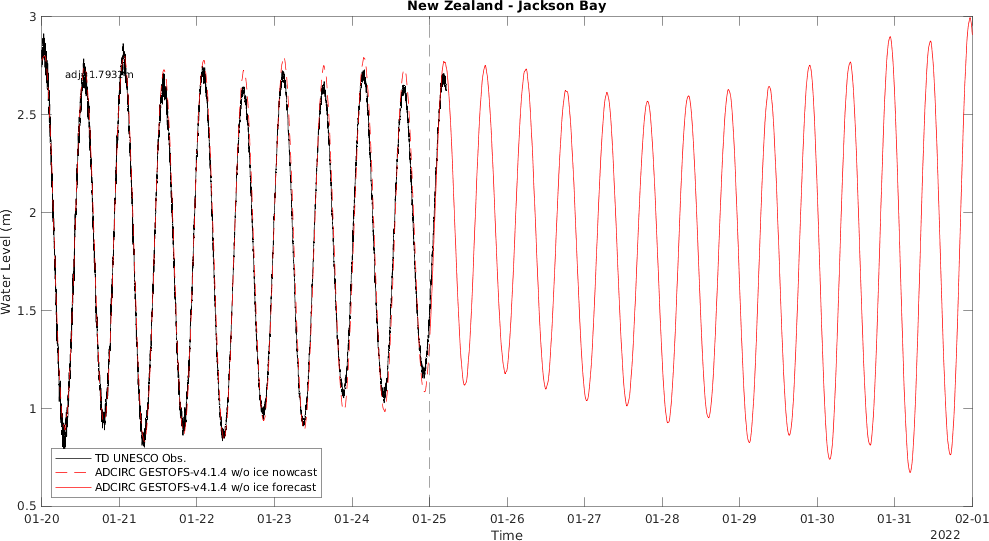 New Zealand - Jackson Bay
3
2.5
2
1.5
1
0.5
Water Level (m)
adj: 1.7932m
TD UNESCO Obs.
ADCIRC GESTOFS-v4.1.4 w/o ice nowcast
ADCIRC GESTOFS-v4.1.4 w/o ice forecast
01-20 01-21 01-22 01-23 01-24 01-25 01-26 01-27 01-28 01-29 01-30 01-31 02-01
Time
2022